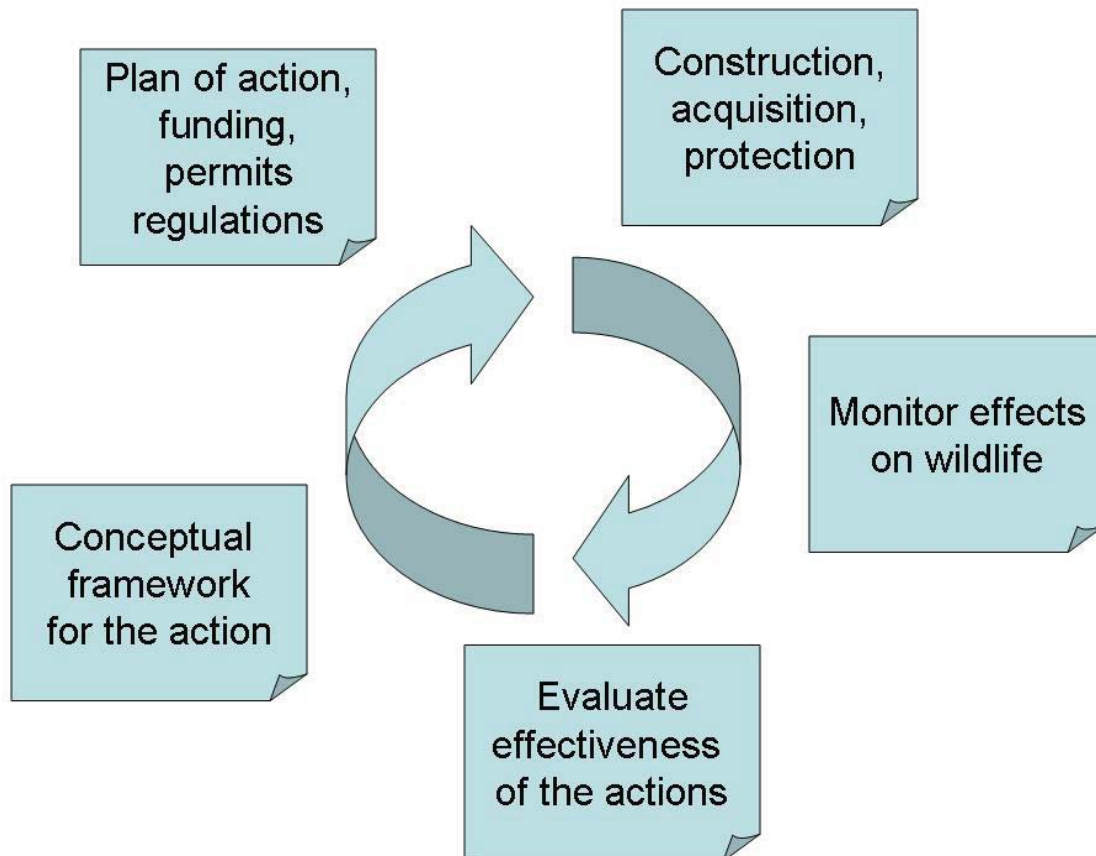 Plan of action,
funding,
permits
regulations
Construction,
acquisition,
protection
Monitor effects
on wildlife
Conceptual
framework
for the action
Evaluate
effectiveness
of the actions